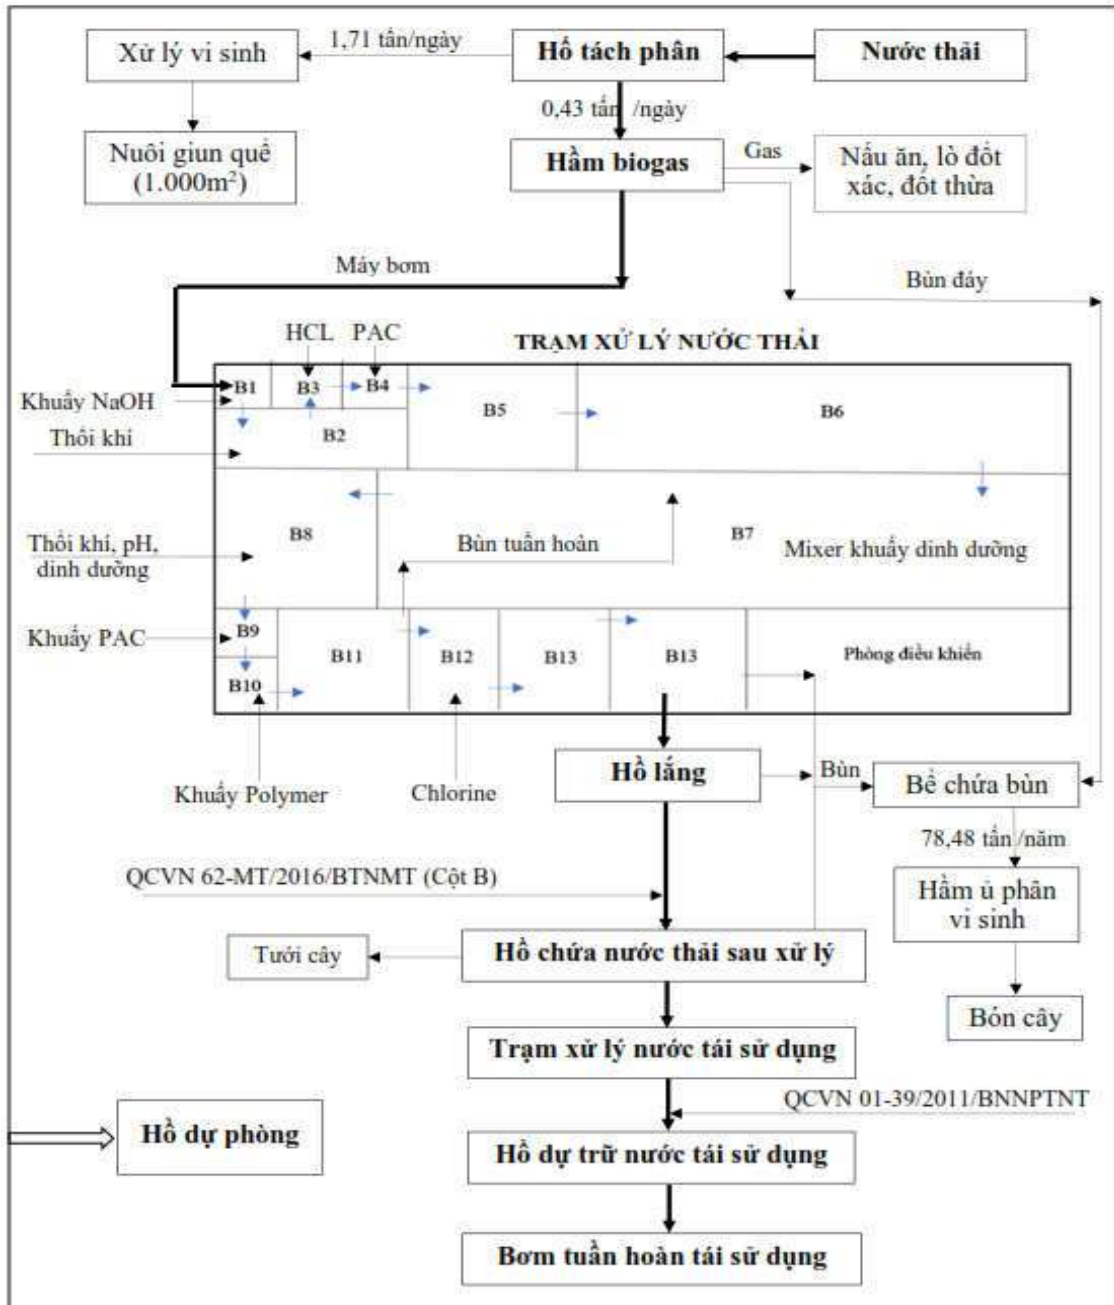 Xử lý vi sinh
1,71 tấn/ngày
Hố tách phân
Nước thải
0,43 tấn /ngày
Nuôi giun quế
(1.000m²)
Hầm biogas
Gas
Nấu ăn, lò đốt
xác, đốt thừa
Máy bơm
Bùn đáy
HCL
PAC
TRẠM XỬ LÝ NƯỚC THẢI
B1
B3
B4
B5
B6
Khuấy NaOH
B2
Thổi khí
B8
Bùn tuần hoàn
B7
Mixer khuấy dinh dưỡng
Thổi khí, pH,
dinh dưỡng
Khuấy PAC
B9
B10
B11
B12
B13
B13
Phòng điều khiển
Khuấy Polymer
Chlorine
Hồ lắng
Bùn
Bể chứa bùn
78,48 tấn /năm
QCVN 62-MT/2016/BTNMT (Cột B)
Hầm ủ phân
vi sinh
Tưới cây
Hồ chứa nước thải sau xử lý
Bón cây
Trạm xử lý nước tái sử dụng
QCVN 01-39/2011/BNNPTNT
Hồ dự phòng
Hồ dự trữ nước tái sử dụng
Bơm tuần hoàn tái sử dụng